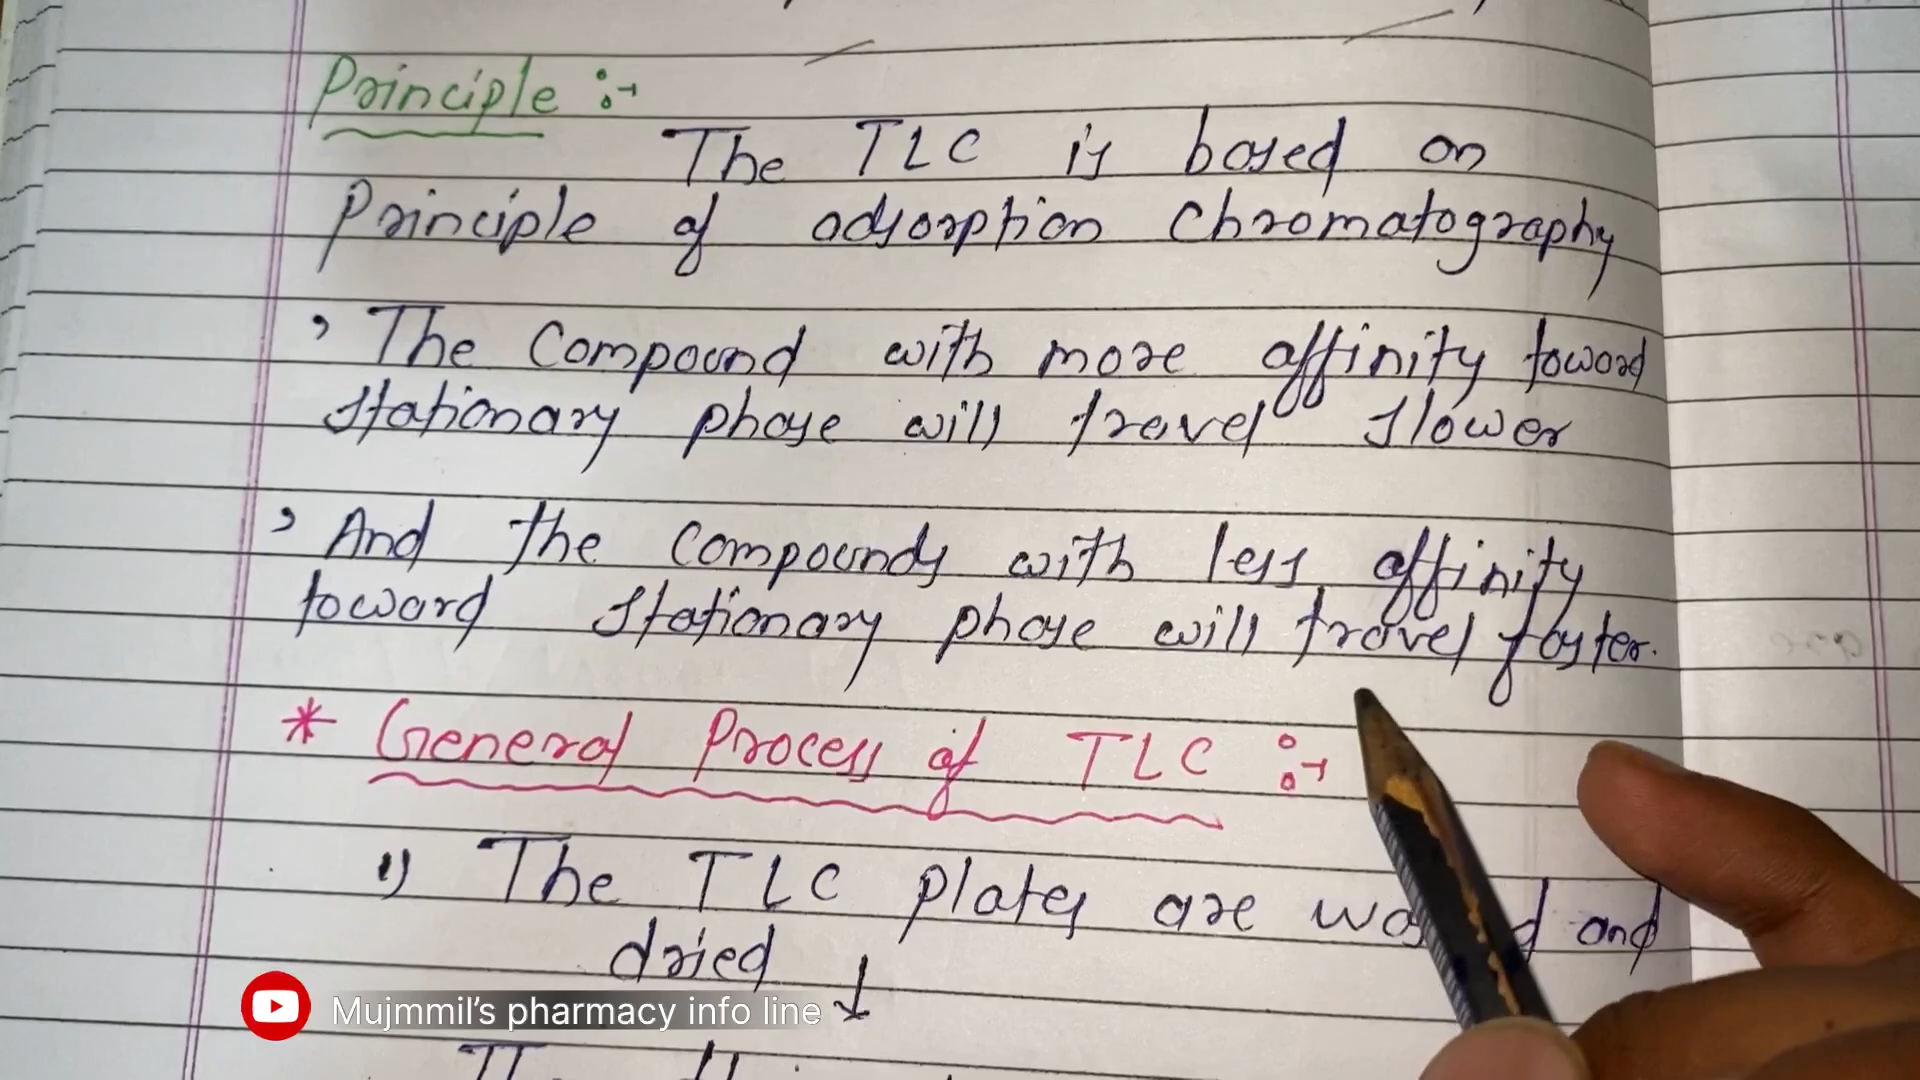 Principle :-
The TLC is based on
Principle of adsorption chromatography
, The Compound with more affinity toward
stationary phase will travel slower
, And the Compounds with less affinity
toward stationary phase will travel faster.
* General Process of TLC :-
1) The TLC plates are and
dried ↓
Mujmmil's pharmacy info line